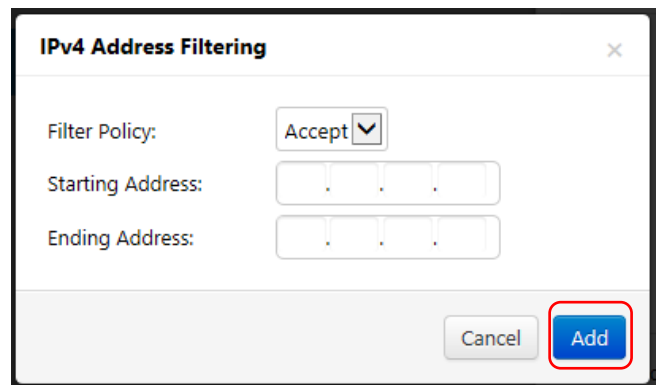 IPv4 Address Filtering ×
Filter Policy: Accept
Starting Address: . . .
Ending Address: . . .
Cancel Add